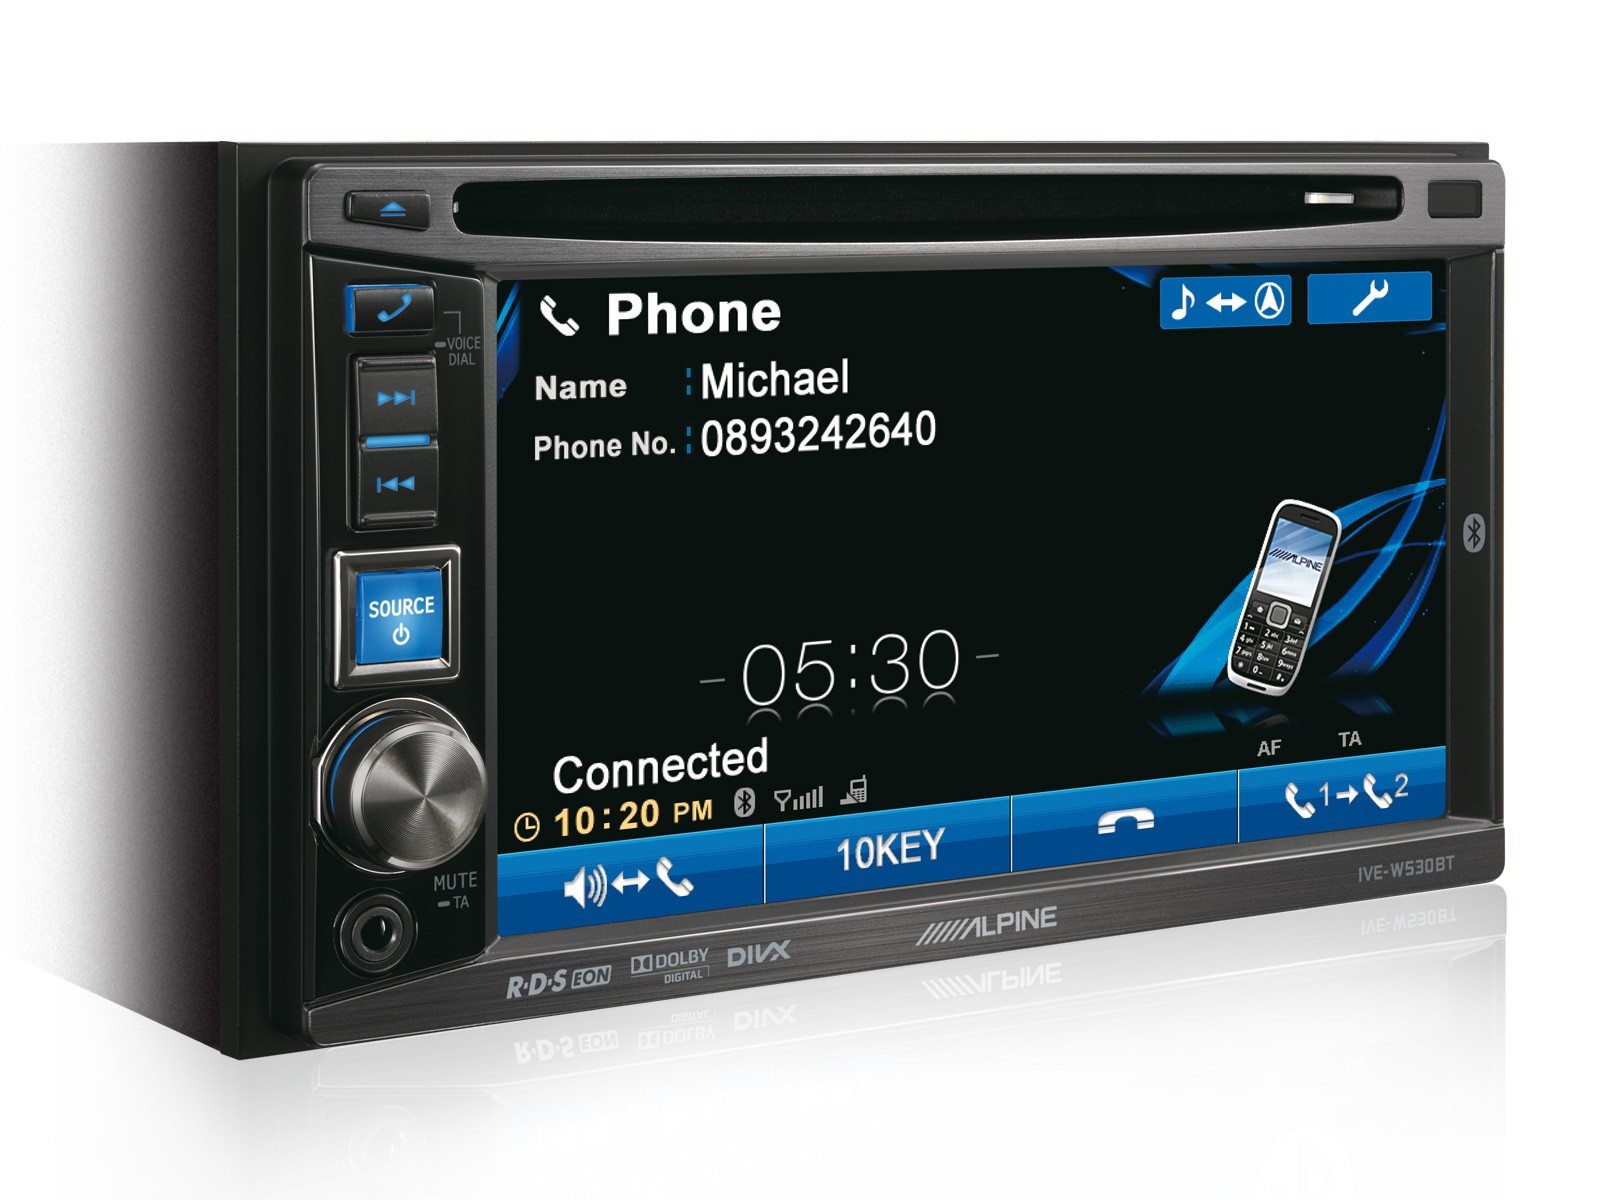 Phone
Name : Michael
Phone No. : 0893242640
VOICE
DIAL
SOURCE
ALPINE
- 05:30 -
Connected
AF TA
10:20 PM
10KEY
1 → 2
MUTE
TA
IVE-W530BT
ALPINE
R·D·S EON
DOLBY
DIGITAL
DIVX